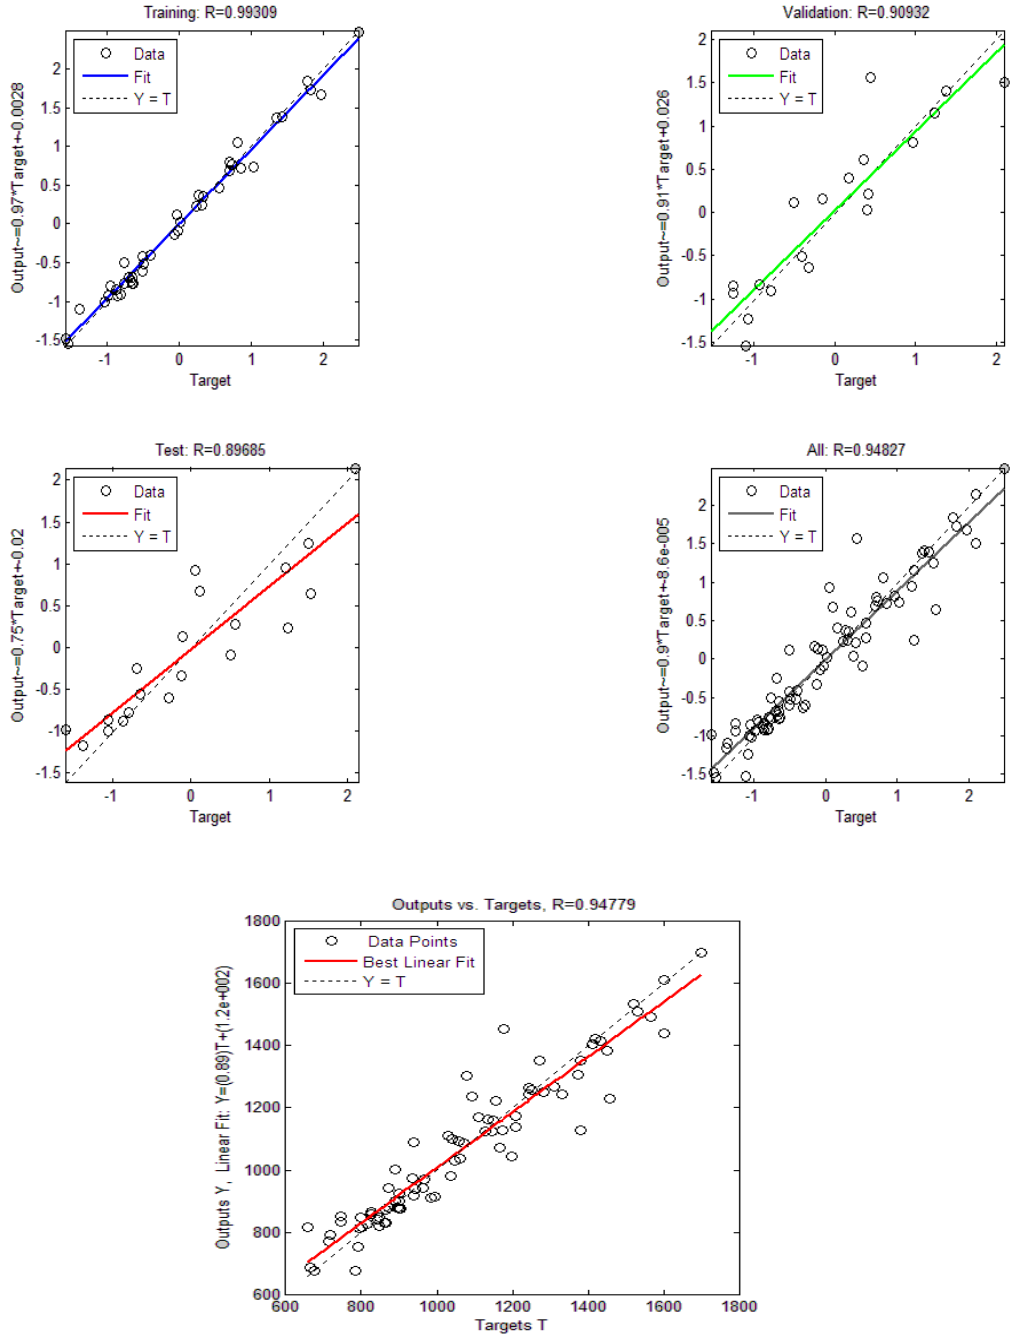 Training: R=0.99309
Data
Fit
Y = T
Output~=0.97*Target+0.0028
2
1.5
1
0.5
0
-0.5
-1
-1.5
-1
0
1
2
Target
Validation: R=0.90932
Data
Fit
Y = T
Output~=0.91*Target+0.026
2
1.5
1
0.5
0
-0.5
-1
-1.5
-1
0
1
2
Target
Test: R=0.89685
Data
Fit
Y = T
Output~=0.75*Target+-0.02
2
1.5
1
0.5
0
-0.5
-1
-1.5
-1
0
1
2
Target
All: R=0.94827
Data
Fit
Y = T
Output~=0.9*Target+-8.6e-005
2
1.5
1
0.5
0
-0.5
-1
-1.5
-1
0
1
2
Target
Outputs vs. Targets, R=0.94779
Data Points
Best Linear Fit
Y = T
Outputs Y, Linear Fit: Y=(0.89)T+(1.2e+002)
1800
1600
1400
1200
1000
800
600
600
800
1000
1200
1400
1600
1800
Targets T